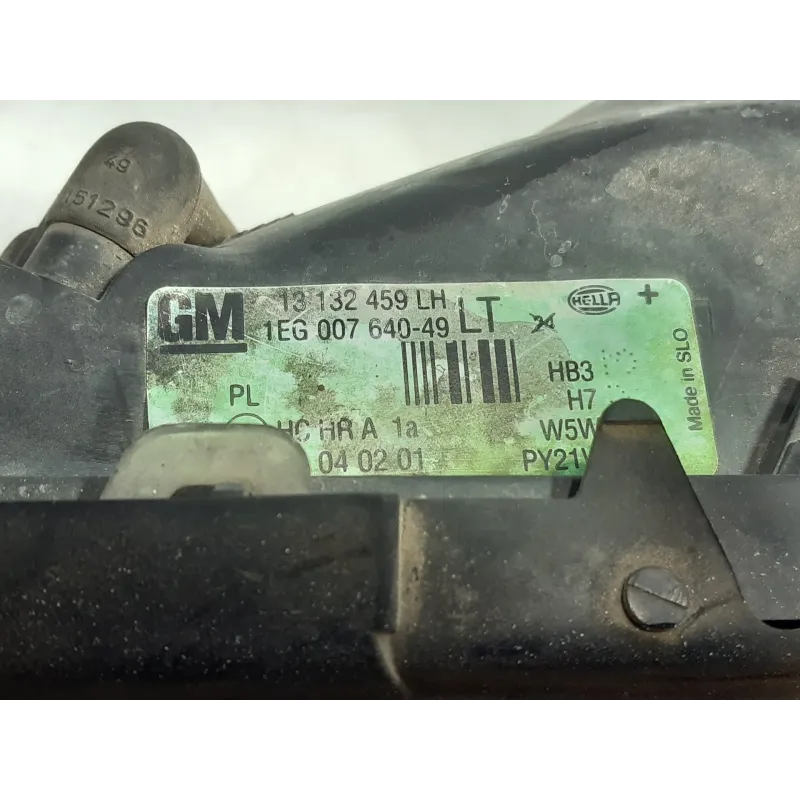 49
151296
GM
13 132 459 LH
1EG 007 640-49 LT
HELLA +
PL
HB3
H7
HC HR A 1a
W5W
04 02 01
PY21W
Made in SLO